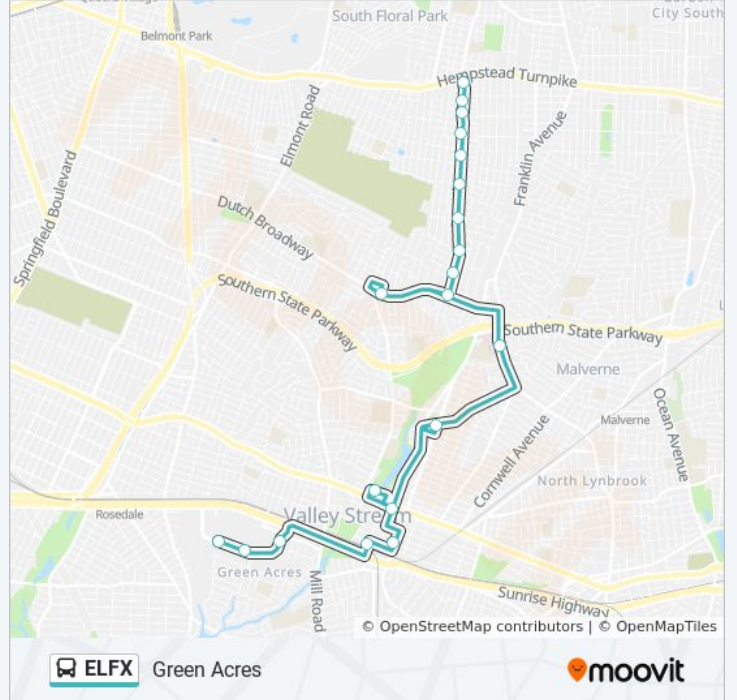 South Floral Park
City South
Belmont Park
Hempstead Turnpike
Elmont Road
Franklin Avenue
Springfield Boulevard
Dutch Broadway
Southern State Parkway
Southern State Parkway
Malverne
Ocean Avenue
Malverne
Cornwell Avenue
North Lynbrook
Rosedale
Valley Stream
Green Acres
Mill Road
Sunrise Highway
© OpenStreetMap contributors | © OpenMapTiles
ELFX Green Acres
moovit